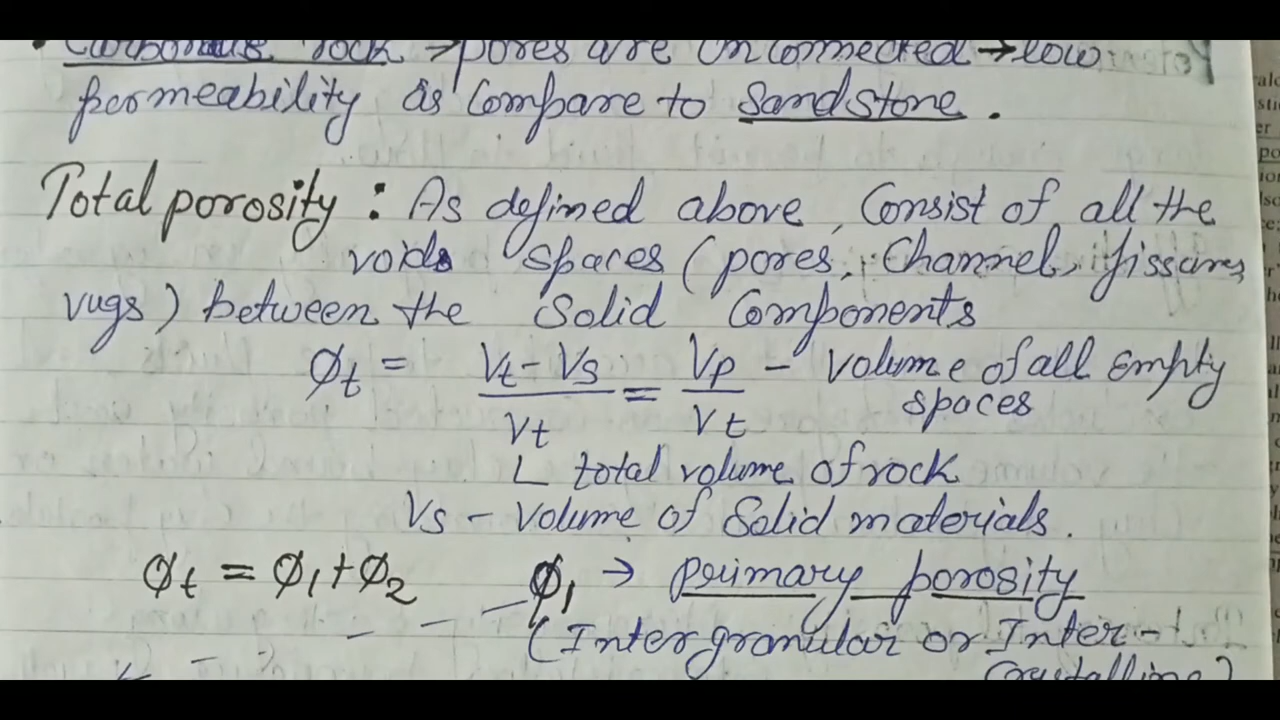 • Carbonate rock → pores are unconnected → low
permeability as compare to Sandstone.
Total porosity : As defined above, Consist of all the
voids spaces (pores, Channel, fissures,
vugs) between the Solid Components
Øt = Vt - Vs / Vt = Vp / Vt - volume of all empty
spaces
total volume of rock
Vs - Volume of Solid materials.
Øt = Ø1 + Ø2 Ø1 → primary porosity
(Intergranular or Inter-
crystalline)